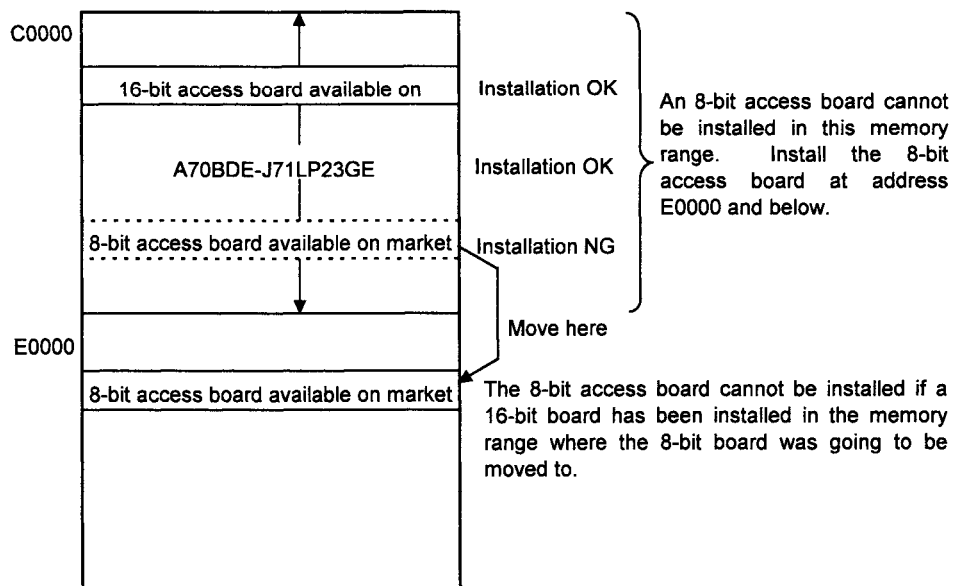 C0000
16-bit access board available on
Installation OK
A70BDE-J71LP23GE
Installation OK
8-bit access board available on market
Installation NG
An 8-bit access board cannot
be installed in this memory
range. Install the 8-bit
access board at address
E0000 and below.
Move here
E0000
8-bit access board available on market
The 8-bit access board cannot be installed if a
16-bit board has been installed in the memory
range where the 8-bit board was going to be
moved to.